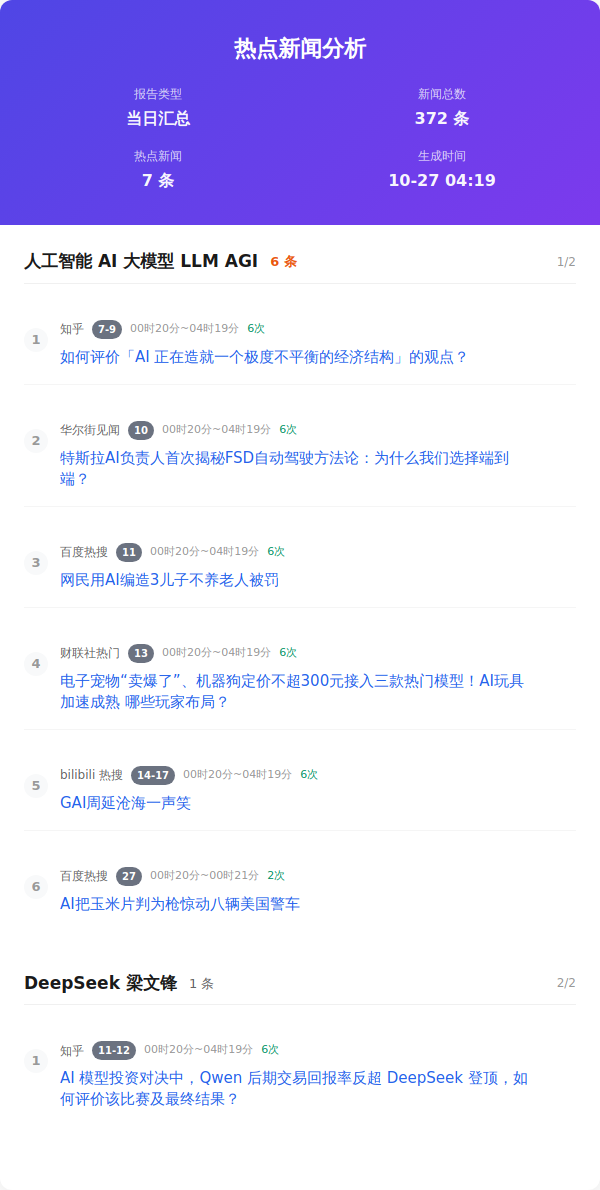 热点新闻分析
报告类型
新闻总数
当日汇总
372 条
热点新闻
生成时间
7 条
10-27 04:19
人工智能 AI 大模型 LLM AGI 6 条 1/2
1 知乎 7-9 00时20分~04时19分 6次
如何评价「AI 正在造就一个极度不平衡的经济结构」的观点？
2 华尔街见闻 10 00时20分~04时19分 6次
特斯拉AI负责人首次揭秘FSD自动驾驶方法论：为什么我们选择端到
端？
3 百度热搜 11 00时20分~04时19分 6次
网民用AI编造3儿子不养老人被罚
4 财联社热门 13 00时20分~04时19分 6次
电子宠物“卖爆了”、机器狗定价不超300元接入三款热门模型！AI玩具
加速成熟 哪些玩家布局？
5 bilibili 热搜 14-17 00时20分~04时19分 6次
GAI周延沧海一声笑
6 百度热搜 27 00时20分~00时21分 2次
AI把玉米片判为枪惊动八辆美国警车
DeepSeek 梁文锋 1 条 2/2
1 知乎 11-12 00时20分~04时19分 6次
AI 模型投资对决中，Qwen 后期交易回报率反超 DeepSeek 登顶，如
何评价该比赛及最终结果？